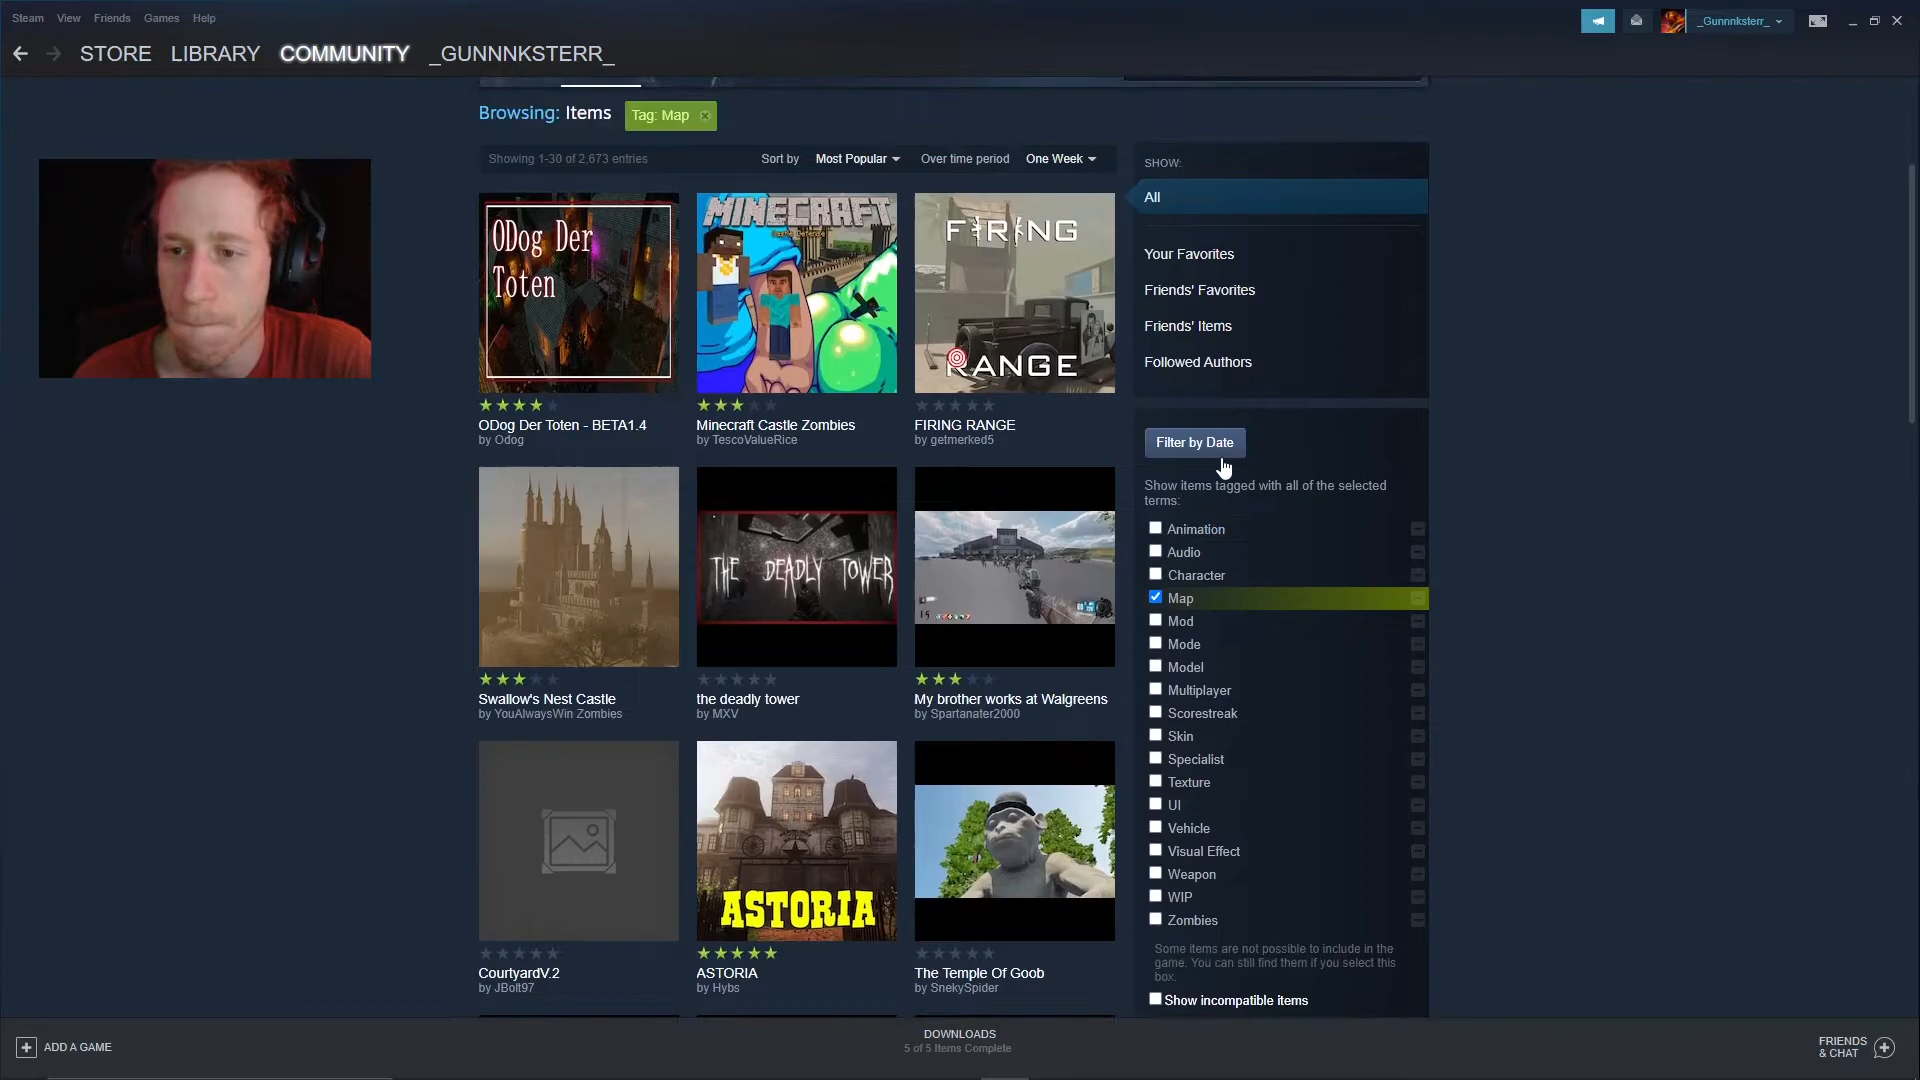 Steam View Friends Games Help
_Gunnnksterr_
STORE LIBRARY COMMUNITY _GUNNNKSTERR_
Browsing: Items Tag: Map
Showing 1-30 of 2,673 entries Sort by Most Popular Over time period One Week
SHOW:
All
Your Favorites
Friends' Favorites
Friends' Items
Followed Authors
ODog Der
Toten
MINECRAFT
Castle Defence
FIRING
RANGE
ODog Der Toten - BETA1.4
by Odog
Minecraft Castle Zombies
by TescoValueRice
FIRING RANGE
by getmerked5
Filter by Date
Show items tagged with all of the selected
terms:
Animation
Audio
Character
Map
Mod
Mode
Model
Multiplayer
Scorestreak
Skin
Specialist
Texture
UI
Vehicle
Visual Effect
Weapon
WIP
Zombies
Some items are not possible to include in the
game. You can still find them if you select this
box.
Show incompatible items
THE DEADLY TOWER
15
Swallow's Nest Castle
by YouAlwaysWin Zombies
the deadly tower
by MXV
My brother works at Walgreens
by Spartanater2000
ASTORIA
CourtyardV.2
by JBolt97
ASTORIA
by Hybs
The Temple Of Goob
by SnekySpider
ADD A GAME
DOWNLOADS
5 of 5 Items Complete
FRIENDS
& CHAT